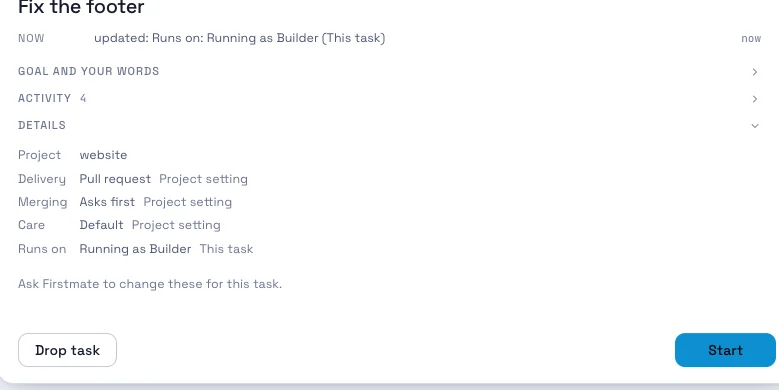 Fix the footer
NOW updated: Runs on: Running as Builder (This task) now
GOAL AND YOUR WORDS
ACTIVITY 4
DETAILS
Project website
Delivery Pull request Project setting
Merging Asks first Project setting
Care Default Project setting
Runs on Running as Builder This task
Ask Firstmate to change these for this task.
Drop task Start